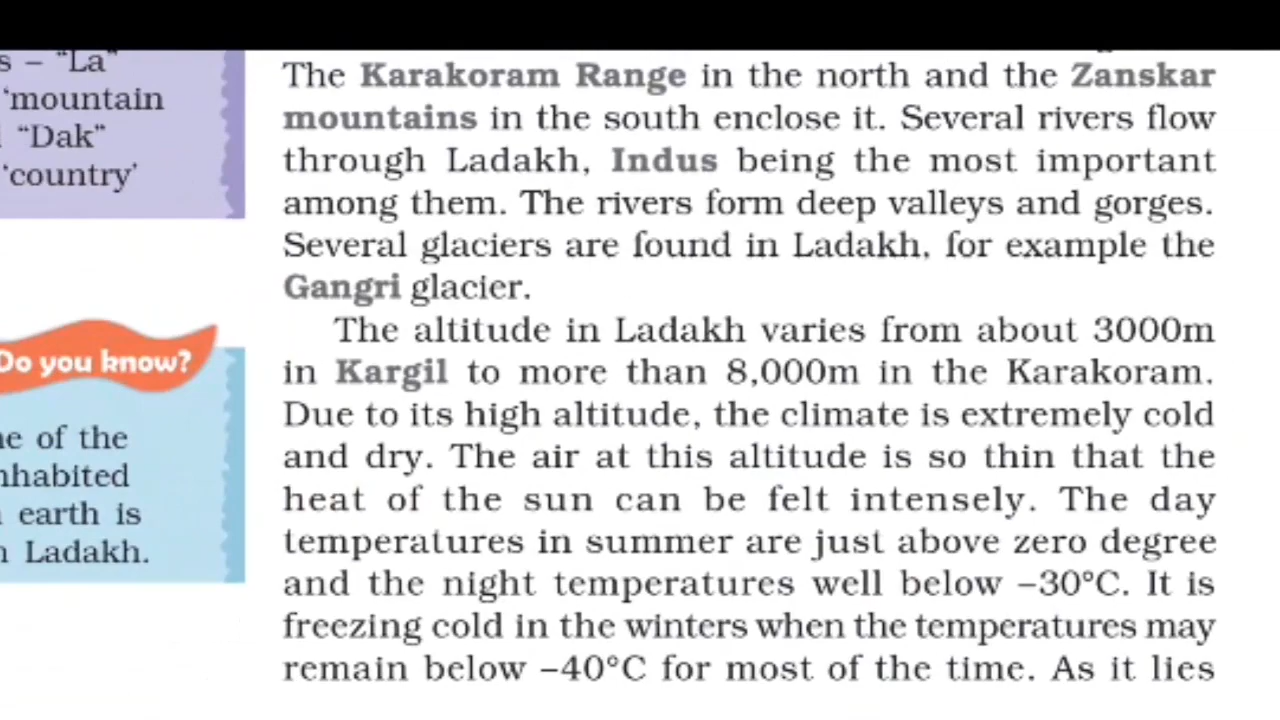 s – “La”
‘mountain
“Dak”
‘country’
The Karakoram Range in the north and the Zanskar
mountains in the south enclose it. Several rivers flow
through Ladakh, Indus being the most important
among them. The rivers form deep valleys and gorges.
Several glaciers are found in Ladakh, for example the
Gangri glacier.
The altitude in Ladakh varies from about 3000m
in Kargil to more than 8,000m in the Karakoram.
Due to its high altitude, the climate is extremely cold
and dry. The air at this altitude is so thin that the
heat of the sun can be felt intensely. The day
temperatures in summer are just above zero degree
and the night temperatures well below –30°C. It is
freezing cold in the winters when the temperatures may
remain below –40°C for most of the time. As it lies
Do you know?
of the
earth is
Ladakh.